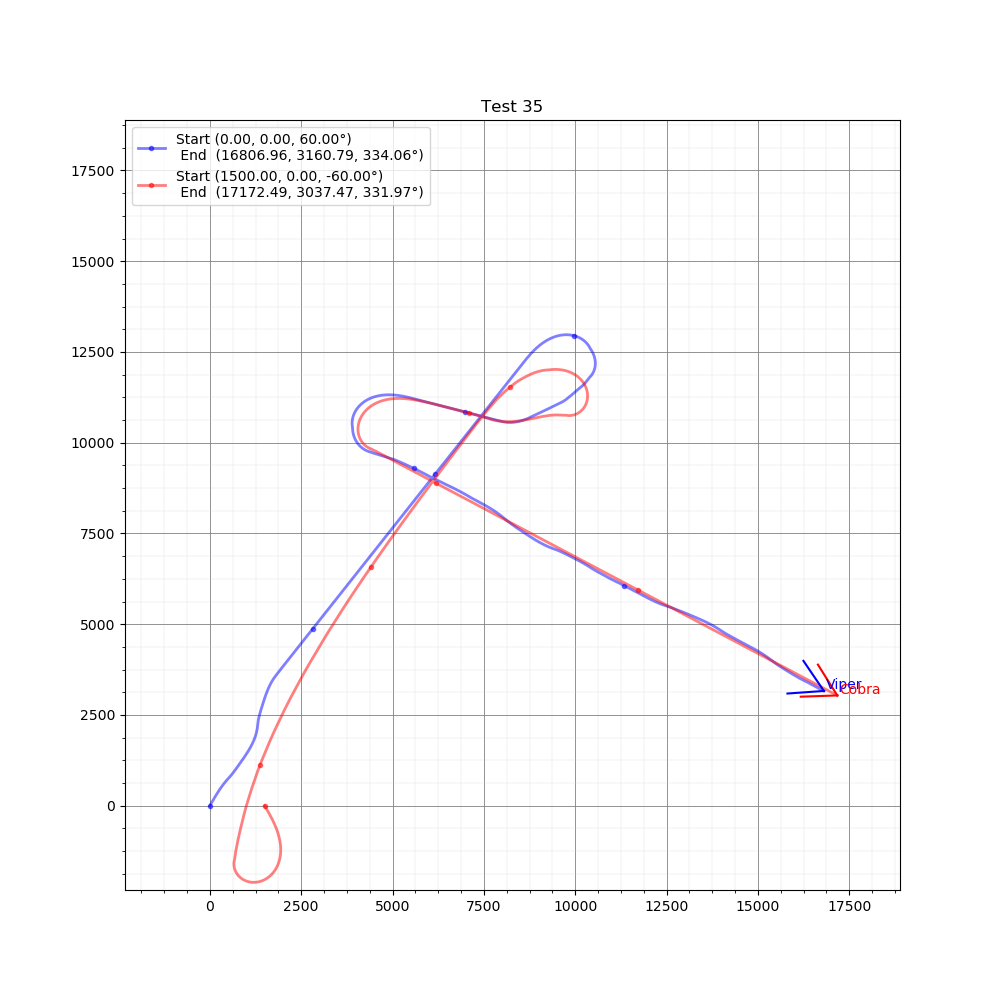 Test 35
Start (0.00, 0.00, 60.00°)
End (16806.96, 3160.79, 334.06°)
Start (1500.00, 0.00, -60.00°)
End (17172.49, 3037.47, 331.97°)
17500
15000
12500
10000
7500
5000
2500
0
Viper
Cobra
0 2500 5000 7500 10000 12500 15000 17500